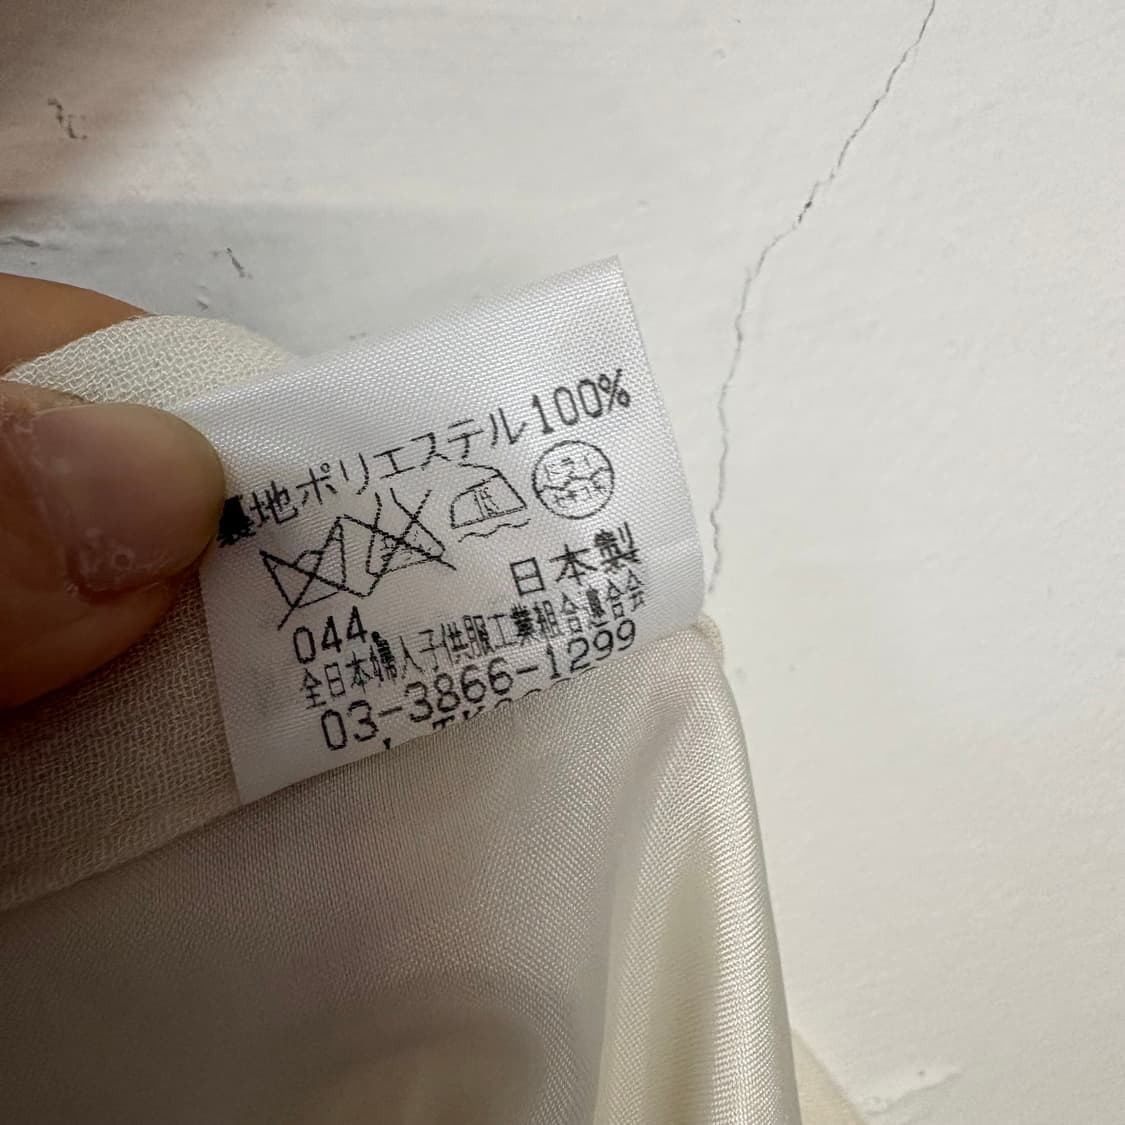 裏地ポリエステル100%
日本製
044
全日本婦人子供服工業組合連合会
03-3866-1299